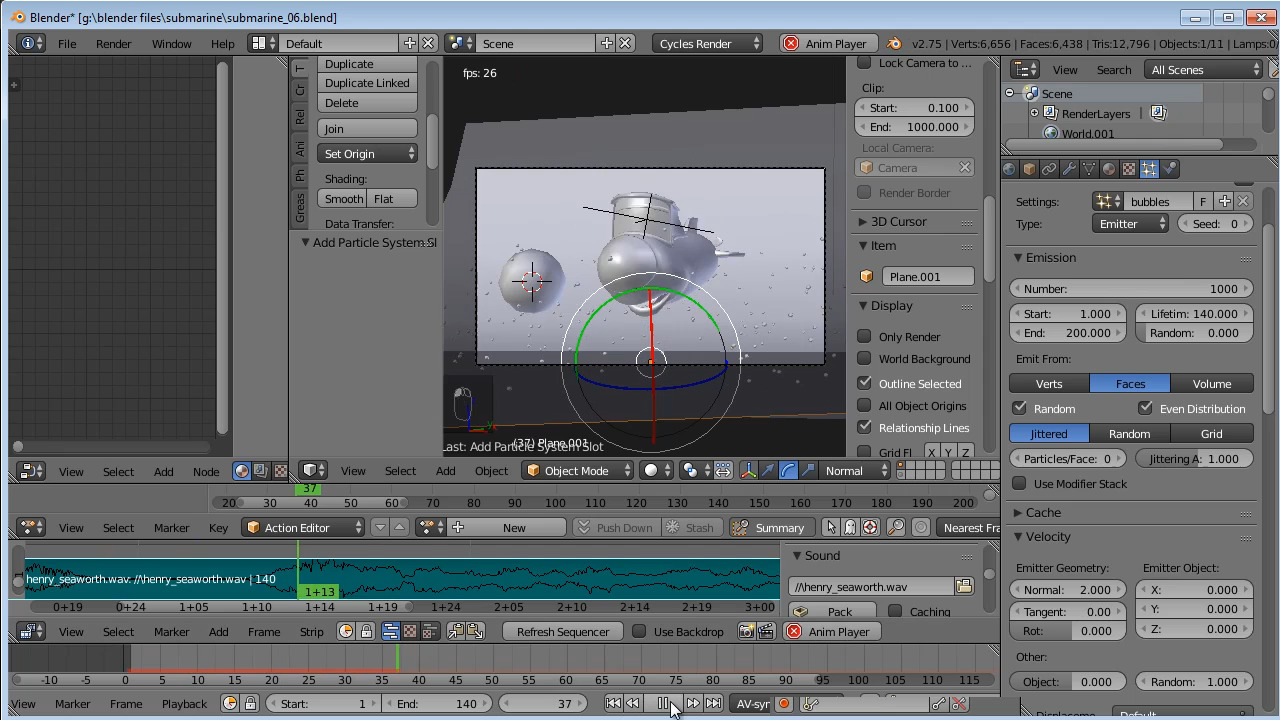 Blender* [g:\blender files\submarine\submarine_06.blend]
File Render Window Help Default Scene Cycles Render Anim Player v2.75 | Verts:6,656 | Faces:6,438 | Tris:12,796 | Objects:1/11 | Lamps:0
T
Cr
Rel
Ani
Ph
Greas
Duplicate
Duplicate Linked
Delete
Join
Set Origin
Shading:
Smooth Flat
Data Transfer:
Add Particle System Sl
fps: 26
(37) Plane.001
ast: Add Particle System Slot
Lock Camera to ...
Clip:
Start: 0.100
End: 1000.000
Local Camera:
Camera
Render Border
3D Cursor
Item
Plane.001
Display
Only Render
World Background
Outline Selected
All Object Origins
Relationship Lines
Grid Fl X Y Z
View Search All Scenes
Scene
RenderLayers
World.001
Settings: bubbles F
Type: Emitter Seed: 0
Emission
Number: 1000
Start: 1.000 Lifetim: 140.000
End: 200.000 Random: 0.000
Emit From:
Verts Faces Volume
Random Even Distribution
Jittered Random Grid
Particles/Face: 0 Jittering A: 1.000
Use Modifier Stack
Cache
Velocity
Emitter Geometry: Emitter Object:
Normal: 2.000 X: 0.000
Tangent: 0.00 Y: 0.000
Rot: 0.000 Z: 0.000
Other:
Object: 0.000 Random: 1.000
Default
View Select Add Node
View Select Add Object Object Mode Normal
37
20 30 40 50 60 70 80 90 100 110 120 130 140 150 160 170 180 190 200
View Select Marker Key Action Editor New Push Down Stash Summary Nearest Fra
henry_seaworth.wav: //henry_seaworth.wav | 140
1+13
0+19 0+24 1+05 1+10 1+14 1+19 1+24 2+05 2+10 2+14 2+19 3+00
Sound
//henry_seaworth.wav
Pack Caching
View Select Marker Add Frame Strip Refresh Sequencer Use Backdrop Anim Player
-10 -5 0 5 10 15 20 25 30 35 40 45 50 55 60 65 70 75 80 85 90 95 100 105 110 115
View Marker Frame Playback Start: 1 End: 140 37 AV-syr